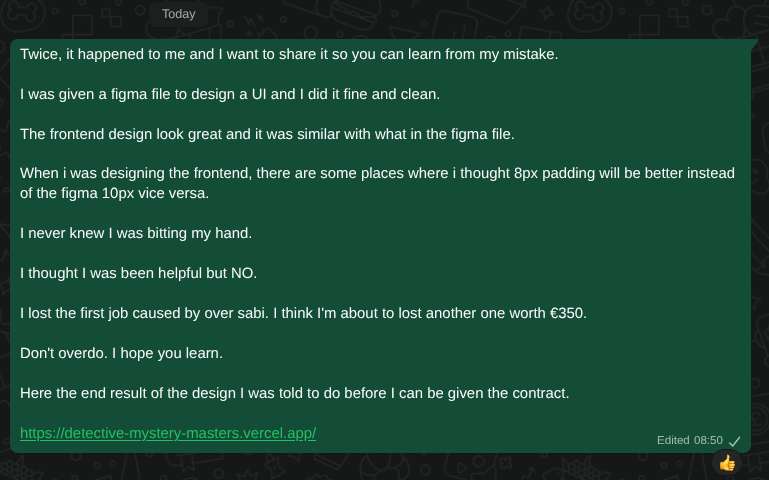 Today
Twice, it happened to me and I want to share it so you can learn from my mistake.
I was given a figma file to design a UI and I did it fine and clean.
The frontend design look great and it was similar with what in the figma file.
When i was designing the frontend, there are some places where i thought 8px padding will be better instead
of the figma 10px vice versa.
I never knew I was bitting my hand.
I thought I was been helpful but NO.
I lost the first job caused by over sabi. I think I'm about to lost another one worth €350.
Don't overdo. I hope you learn.
Here the end result of the design I was told to do before I can be given the contract.
https://detective-mystery-masters.vercel.app/
Edited 08:50